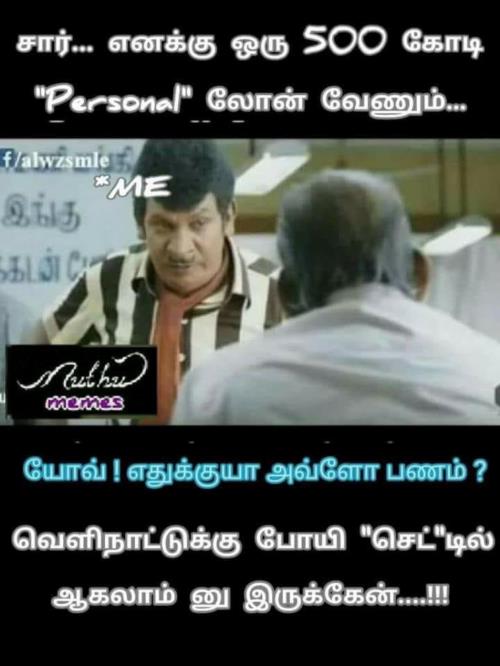 சார்... எனக்கு ஒரு 500 கோடி
"Personal" லோன் வேணும்...
f/alwzsmle
*ME
இங்கு
Muthu
memes
யோவ் ! எதுக்குயா அவ்ளோ பணம் ?
வெளிநாட்டுக்கு போயி "செட்"டில்
ஆகலாம் னு இருக்கேன்....!!!